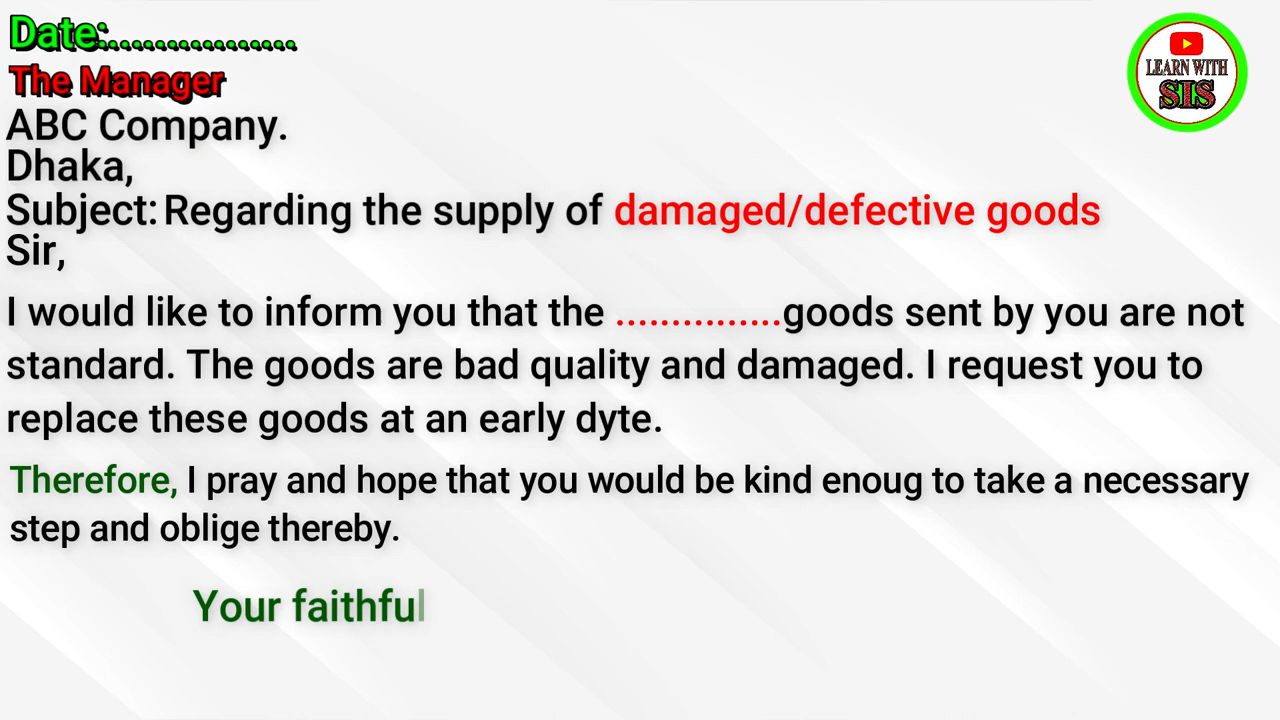 Date:.................
The Manager
ABC Company.
Dhaka,
Subject: Regarding the supply of damaged/defective goods
Sir,
I would like to inform you that the ...............goods sent by you are not
standard. The goods are bad quality and damaged. I request you to
replace these goods at an early dyte.
Therefore, I pray and hope that you would be kind enoug to take a necessary
step and oblige thereby.
Your faithful
LEARN WITH
SIS